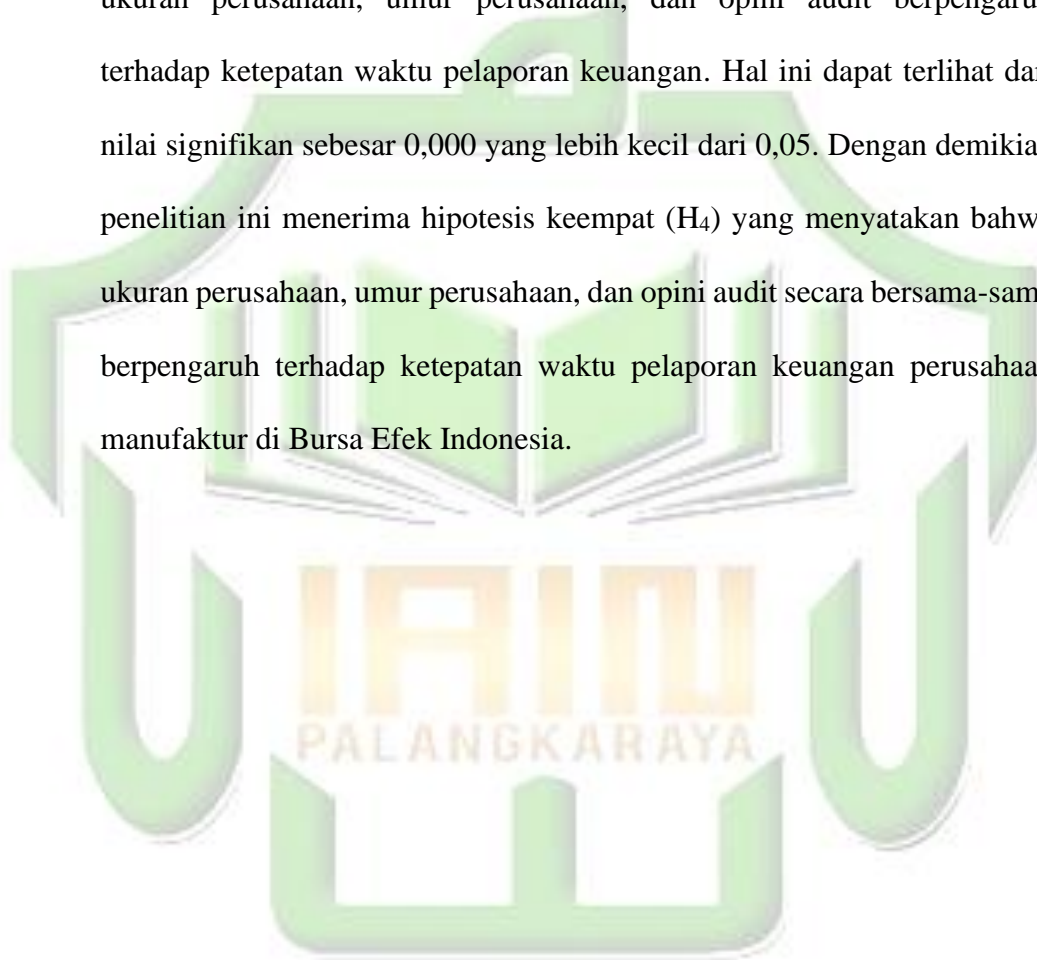 ukuran perusahaan, umur perusahaan, dan opini audit berpengaru
terhadap ketepatan waktu pelaporan keuangan. Hal ini dapat terlihat dar
nilai signifikan sebesar 0,000 yang lebih kecil dari 0,05. Dengan demikia
penelitian ini menerima hipotesis keempat (H₄) yang menyatakan bahw
ukuran perusahaan, umur perusahaan, dan opini audit secara bersama-sam
berpengaruh terhadap ketepatan waktu pelaporan keuangan perusahaa
manufaktur di Bursa Efek Indonesia.
IAIN
PALANGKARAYA